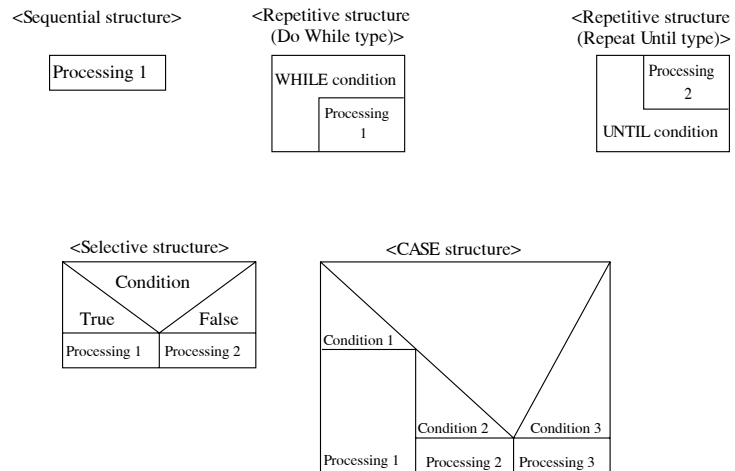 <Sequential structure>
Processing 1
<Repetitive structure
(Do While type)>
WHILE condition
Processing
1
<Repetitive structure
(Repeat Until type)>
Processing
2
UNTIL condition
<Selective structure>
Condition
True
False
Processing 1
Processing 2
<CASE structure>
Condition 1
Condition 2
Condition 3
Processing 1
Processing 2
Processing 3